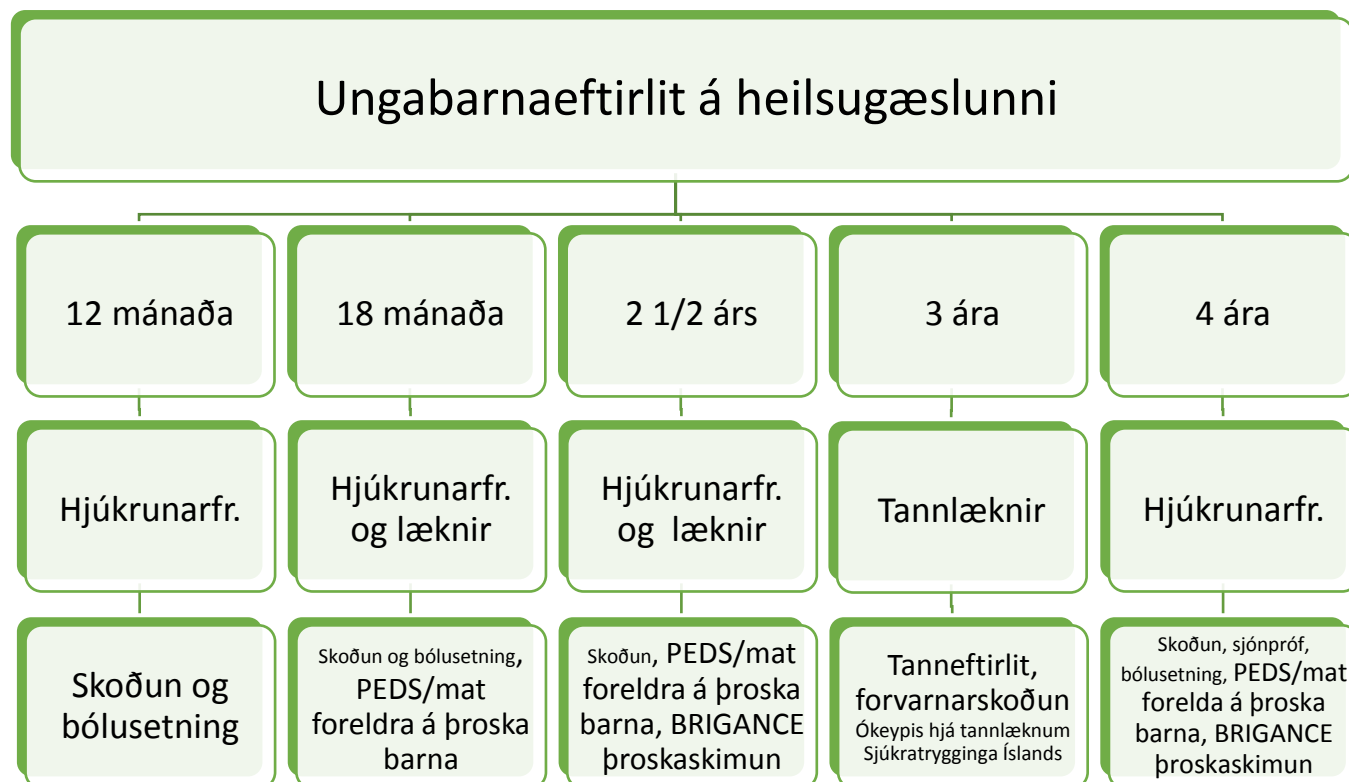 Ungabarnaeftirlit á heilsugæslunni
12 mánaða
18 mánaða
2 1/2 árs
3 ára
4 ára
Hjúkrunarfr.
Hjúkrunarfr.
og læknir
Hjúkrunarfr.
og læknir
Tannlæknir
Hjúkrunarfr.
Skoðun og
bólusetning
Skoðun og bólusetning,
PEDS/mat
foreldra á þroska
barna
Skoðun, PEDS/mat
foreldra á þroska
barna, BRIGANCE
þroskaskimun
Tanneftirlit,
forvarnarskoðun
Ókeypis hjá tannlæknum
Sjúkratrygginga Íslands
Skoðun, sjónpróf,
bólusetning, PEDS/mat
forelda á þroska
barna, BRIGANCE
þroskaskimun